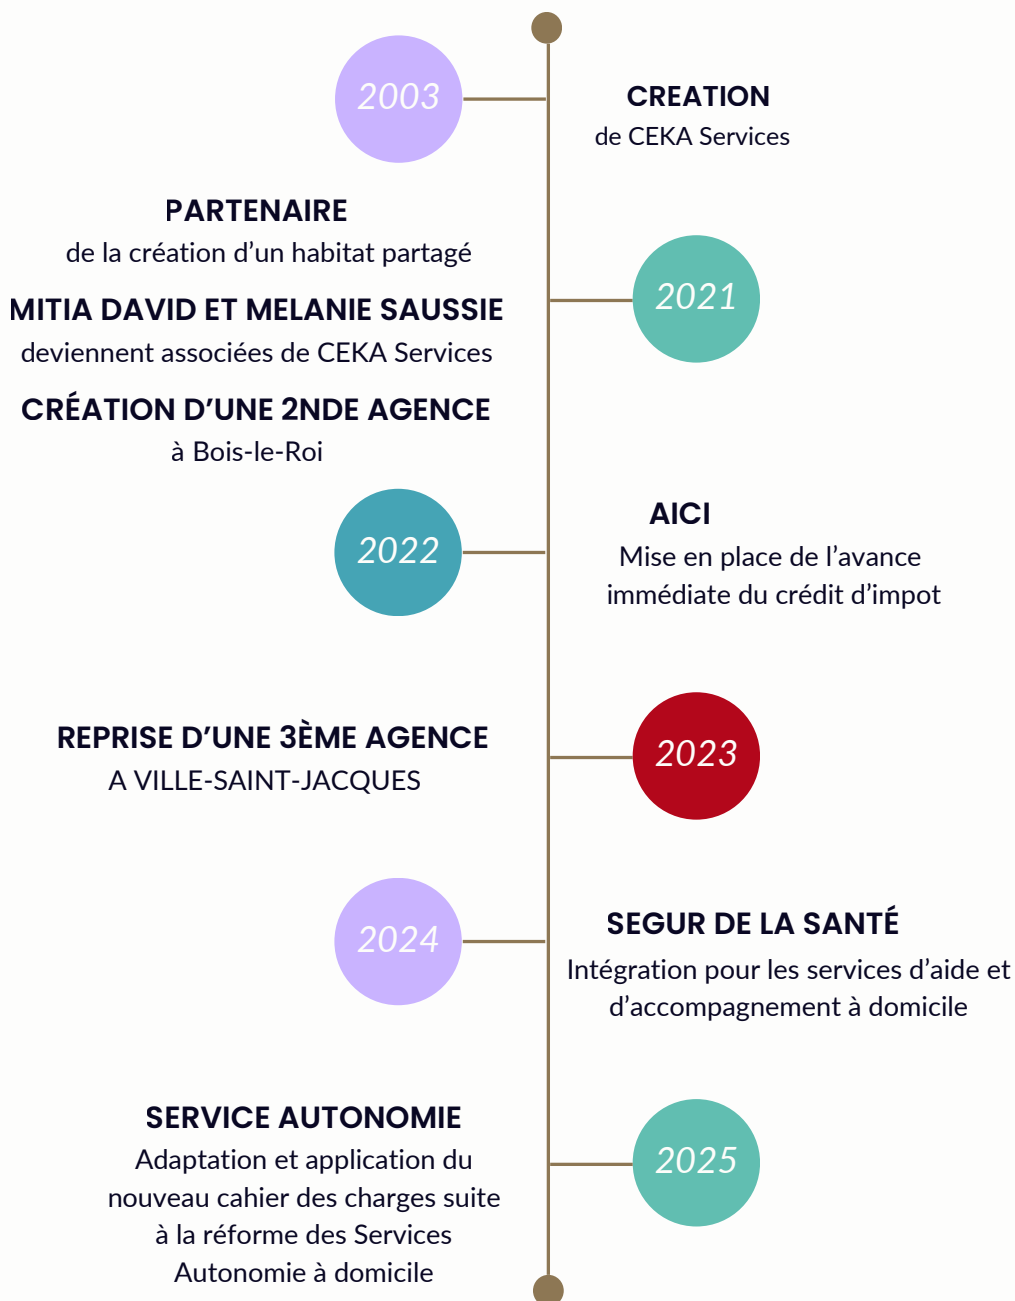 2003
CREATION
de CEKA Services
PARTENAIRE
de la création d’un habitat partagé
MITIA DAVID ET MELANIE SAUSSIE
deviennent associées de CEKA Services
CRÉATION D’UNE 2NDE AGENCE
à Bois-le-Roi
2021
2022
AICI
Mise en place de l’avance
immédiate du crédit d’impot
REPRISE D’UNE 3ÈME AGENCE
A VILLE-SAINT-JACQUES
2023
2024
SEGUR DE LA SANTÉ
Intégration pour les services d’aide et
d’accompagnement à domicile
SERVICE AUTONOMIE
Adaptation et application du
nouveau cahier des charges suite
à la réforme des Services
Autonomie à domicile
2025